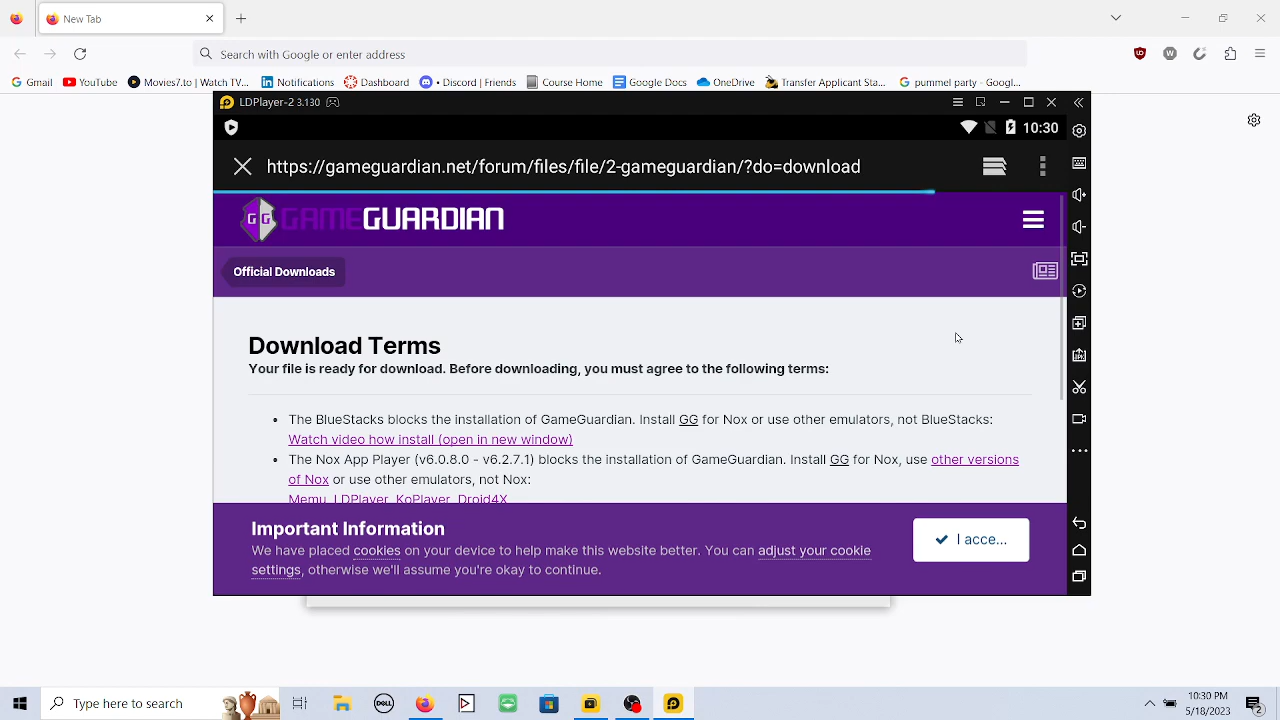 New Tab
Search with Google or enter address
Gmail
YouTube
Movies7.to | Watch TV...
Notifications
Dashboard
• Discord | Friends
Course Home
Google Docs
OneDrive
Transfer Applicant Sta...
pummel party - Googl...
LDPlayer-2 3.130
10:30
https://gameguardian.net/forum/files/file/2-gameguardian/?do=download
GG GAMEGUARDIAN
Official Downloads
Download Terms
Your file is ready for download. Before downloading, you must agree to the following terms:
• The BlueStacks blocks the installation of GameGuardian. Install GG for Nox or use other emulators, not BlueStacks:
Watch video how install (open in new window)
• The Nox App Player (v6.0.8.0 - v6.2.7.1) blocks the installation of GameGuardian. Install GG for Nox, use other versions
of Nox or use other emulators, not Nox:
Memu, LDPlayer, KoPlayer, Droid4X
Important Information
We have placed cookies on your device to help make this website better. You can adjust your cookie
settings, otherwise we'll assume you're okay to continue.
I acce...
Type here to search
DELL
10:30 PM
5/18/2023
2